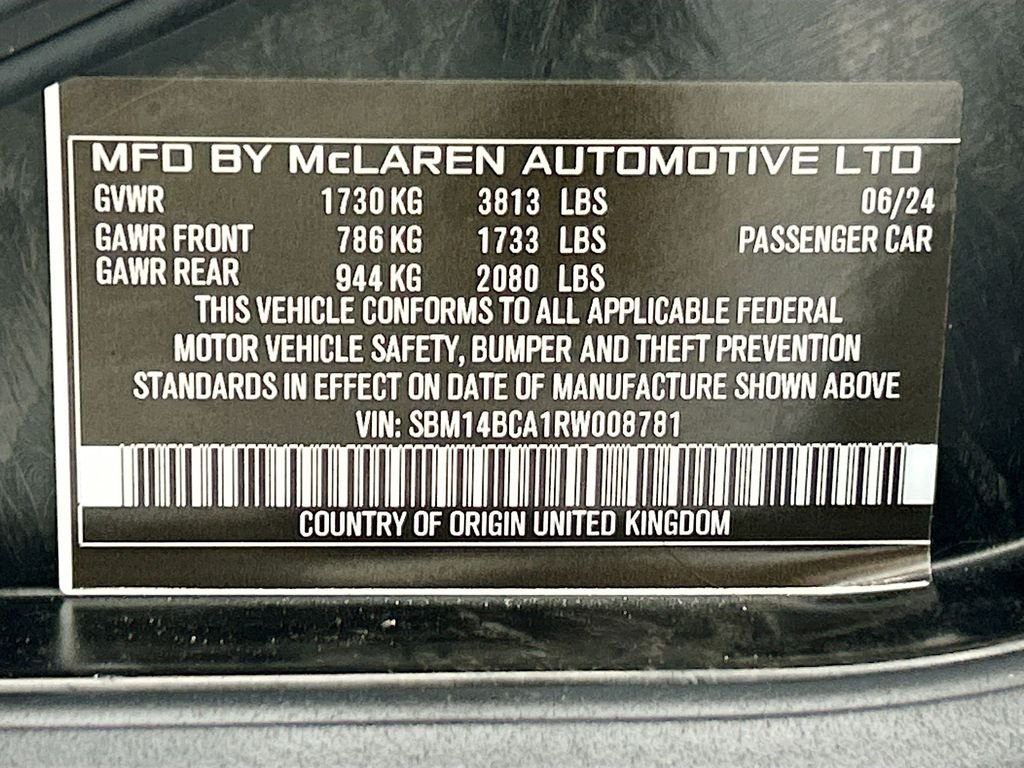 MFD BY McLAREN AUTOMOTIVE LTD
GVWR 1730 KG 3813 LBS 06/24
GAWR FRONT 786 KG 1733 LBS PASSENGER CAR
GAWR REAR 944 KG 2080 LBS
THIS VEHICLE CONFORMS TO ALL APPLICABLE FEDERAL
MOTOR VEHICLE SAFETY, BUMPER AND THEFT PREVENTION
STANDARDS IN EFFECT ON DATE OF MANUFACTURE SHOWN ABOVE
VIN: SBM14BCA1RW008781
COUNTRY OF ORIGIN UNITED KINGDOM